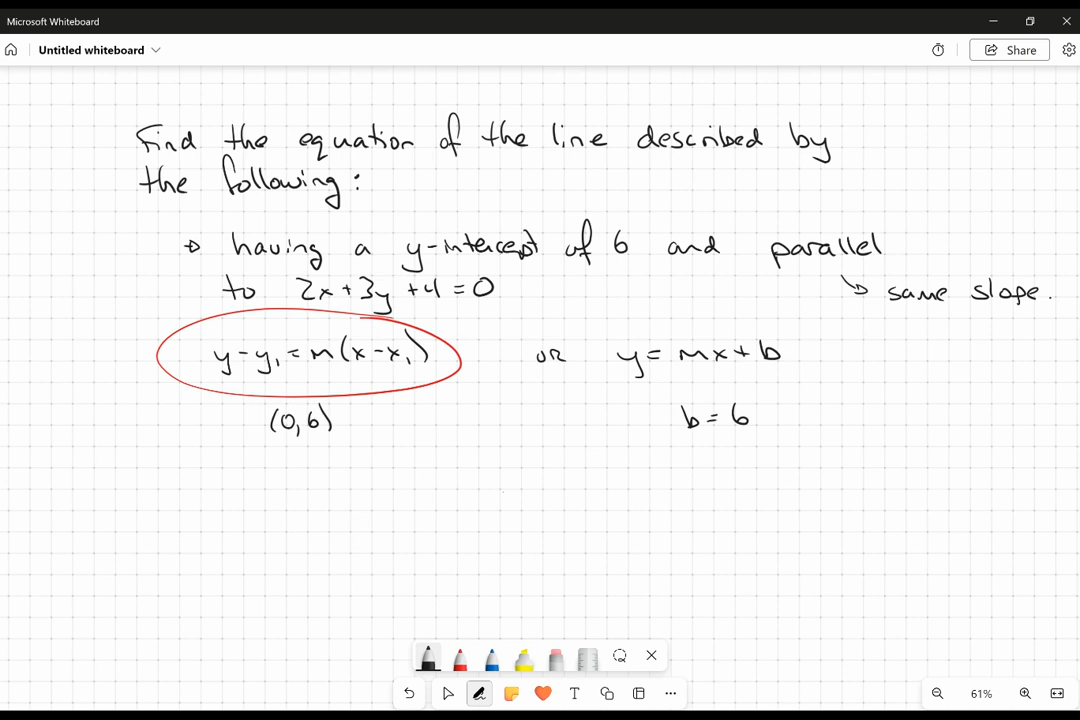 Microsoft Whiteboard
Untitled whiteboard
Share
Find the equation of the line described by
the following:
→ having a y-intercept of 6 and parallel
to 2x+3y+4=0
↳ same slope.
y-y₁=m(x-x₁) or y=mx+b
(0,6) b=6
61%